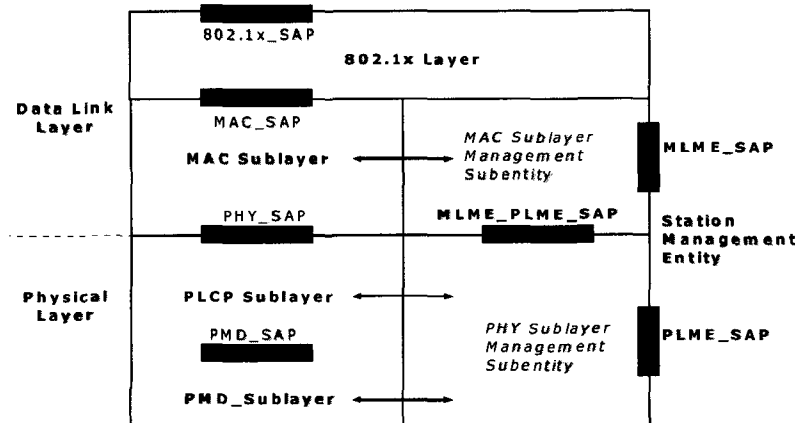 802.1x_SAP
802.1x Layer
Data Link
Layer
MAC_SAP
MAC Sublayer
MAC Sublayer
Management
Subentity
MLME_SAP
PHY_SAP
MLME_PLME_SAP
Station
Management
Entity
Physical
Layer
PLCP Sublayer
PMD_SAP
PHY Sublayer
Management
Subentity
PLME_SAP
PMD_Sublayer